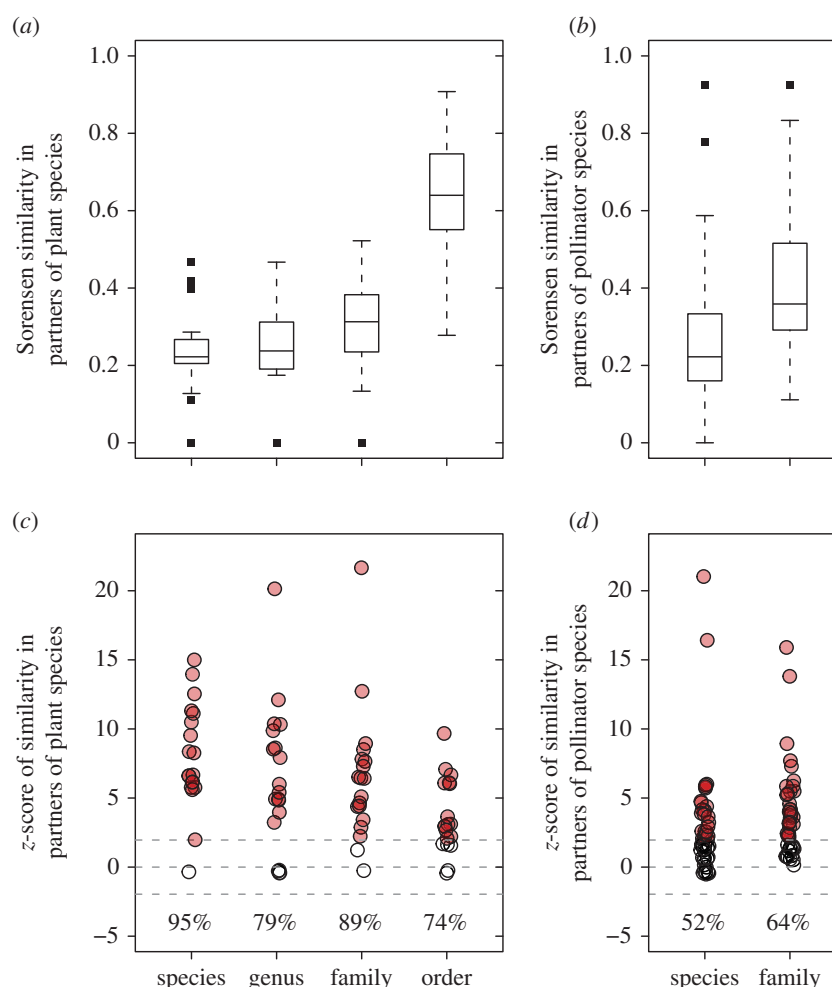 (a)
1.0
0.8
0.6
0.4
0.2
0
Sorensen similarity in
partners of plant species
(b)
1.0
0.8
0.6
0.4
0.2
0
Sorensen similarity in
partners of pollinator species
(c)
20
15
10
5
0
−5
z-score of similarity in
partners of plant species
95% 79% 89% 74%
species genus family order
(d)
20
15
10
5
0
−5
z-score of similarity in
partners of pollinator species
52% 64%
species family